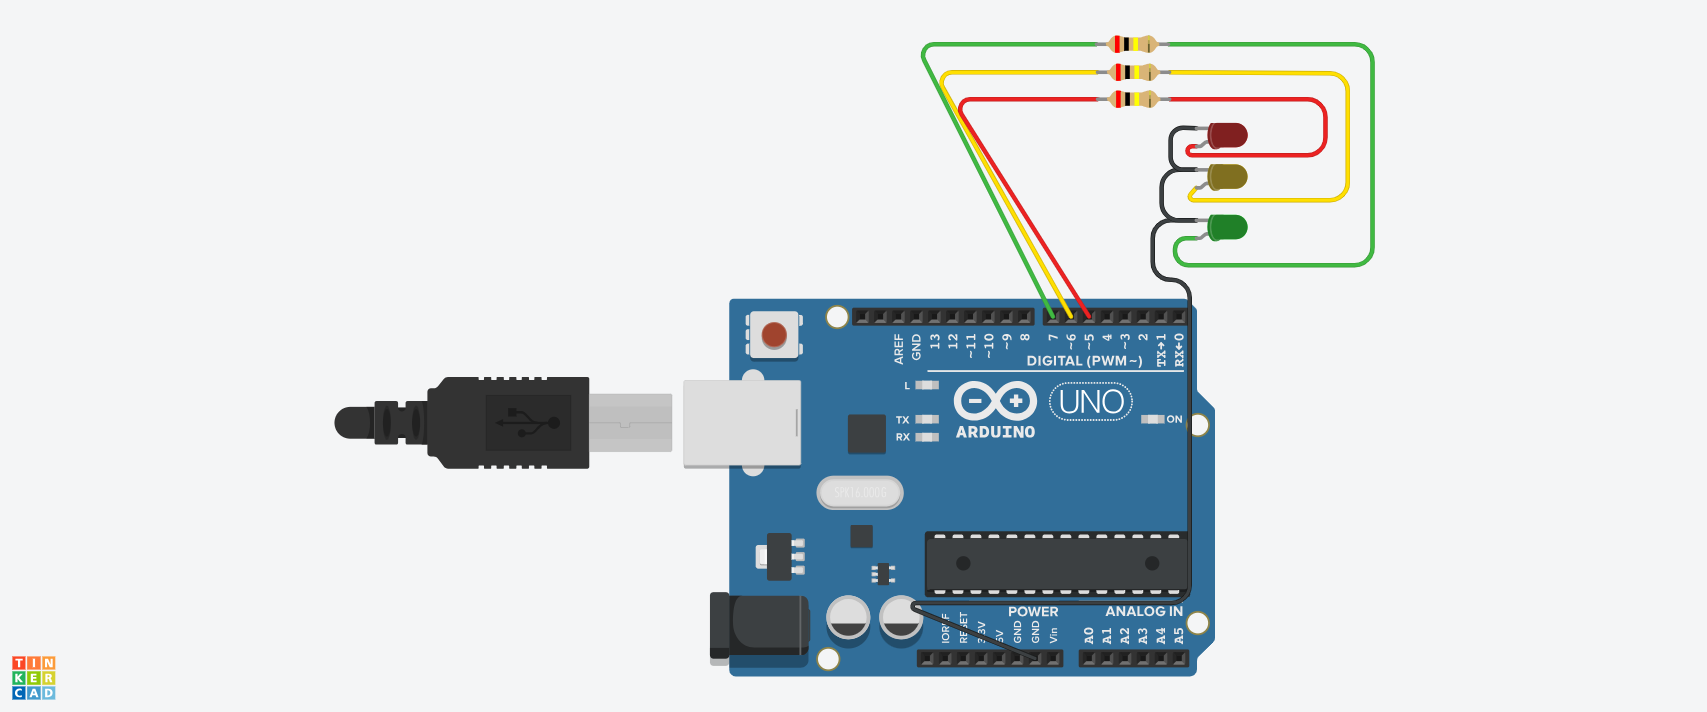 AREF
GND
13
12
~11
~10
~9
8
7
~6
~5
4
~3
2
TX→1
RX←0
DIGITAL (PWM~)
L
TX
RX
ARDUINO
UNO
ON
SPK16.000G
POWER
ANALOG IN
IOREF
RESET
3.3V
5V
GND
GND
Vin
A0
A1
A2
A3
A4
A5
TIN
KER
CAD